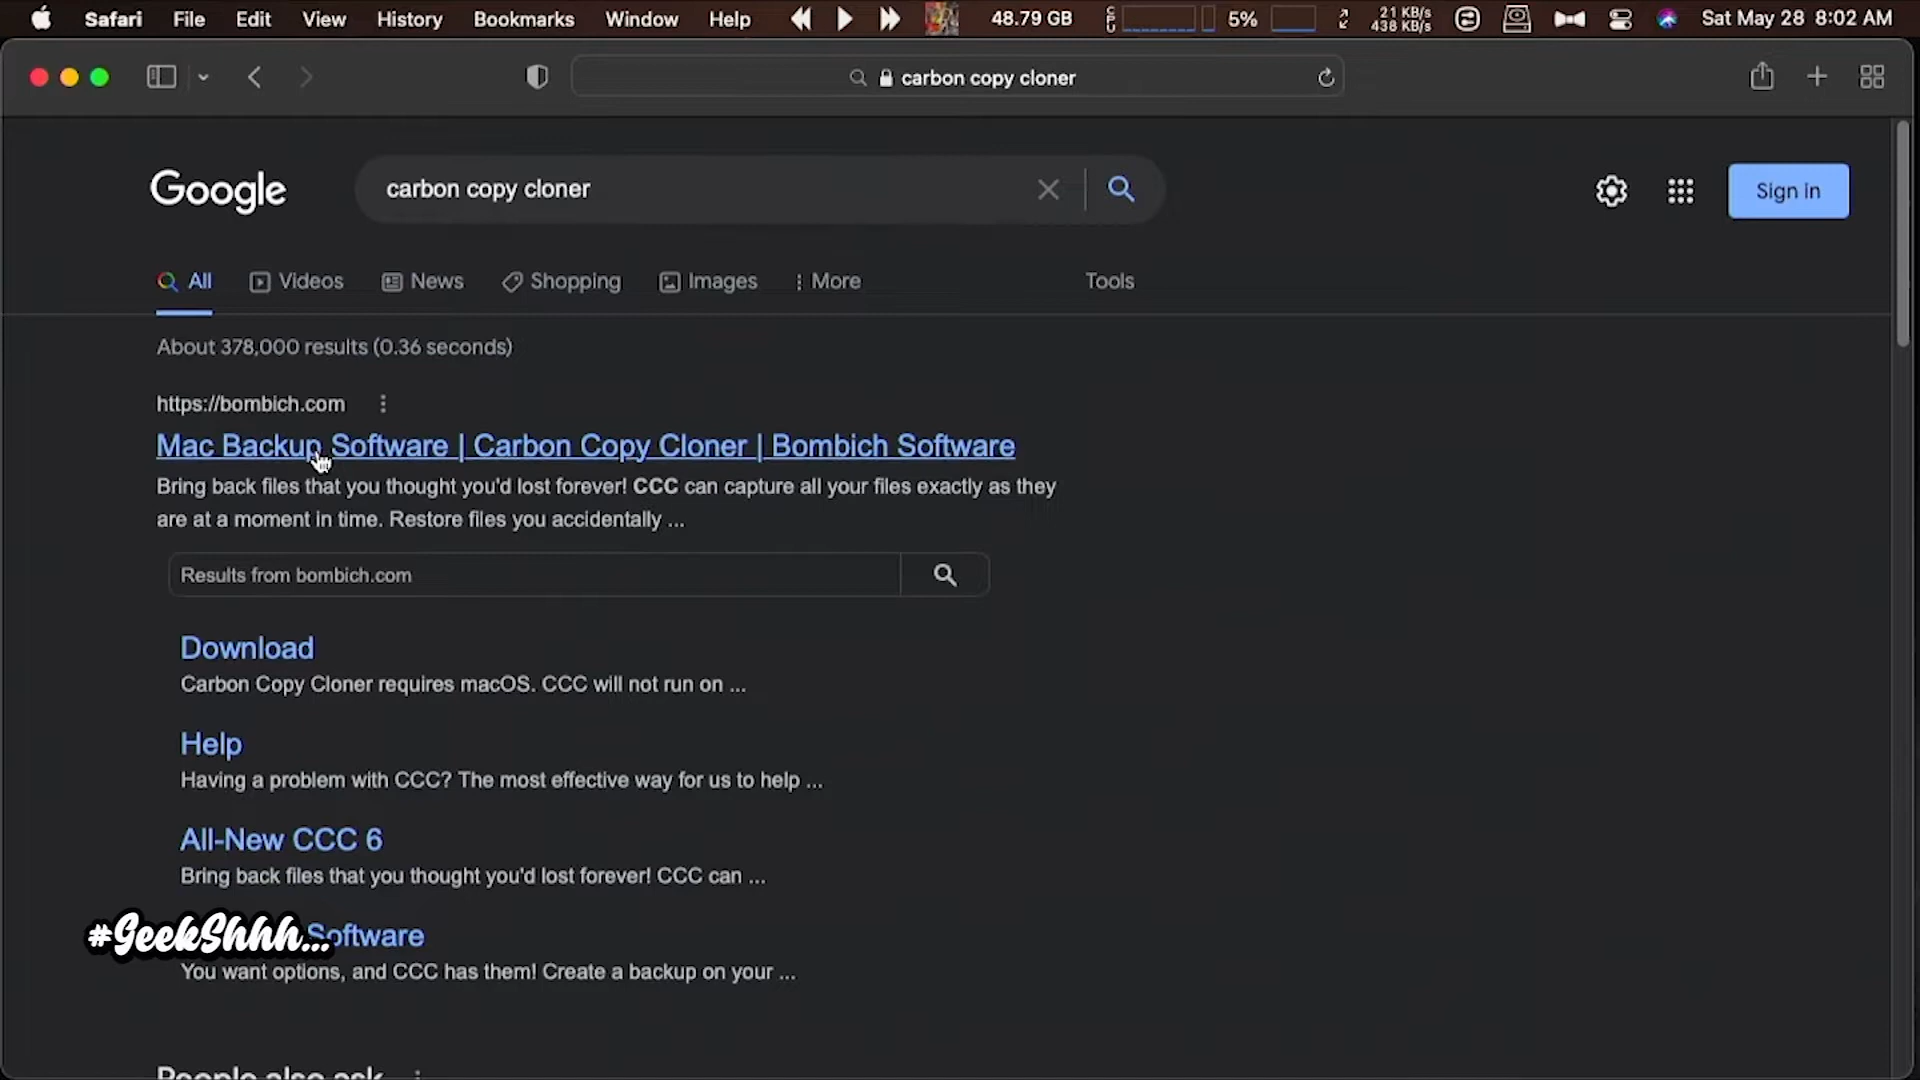 Safari File Edit View History Bookmarks Window Help 48.79 GB CPU 5% 21 KB/s 438 KB/s Sat May 28 8:02 AM
carbon copy cloner
Google carbon copy cloner Sign in
All Videos News Shopping Images More Tools
About 378,000 results (0.36 seconds)
https://bombich.com
Mac Backup Software | Carbon Copy Cloner | Bombich Software
Bring back files that you thought you'd lost forever! CCC can capture all your files exactly as they
are at a moment in time. Restore files you accidentally ...
Results from bombich.com
Download
Carbon Copy Cloner requires macOS. CCC will not run on ...
Help
Having a problem with CCC? The most effective way for us to help ...
All-New CCC 6
Bring back files that you thought you'd lost forever! CCC can ...
#GeekShhh... Software
You want options, and CCC has them! Create a backup on your ...
People also ask